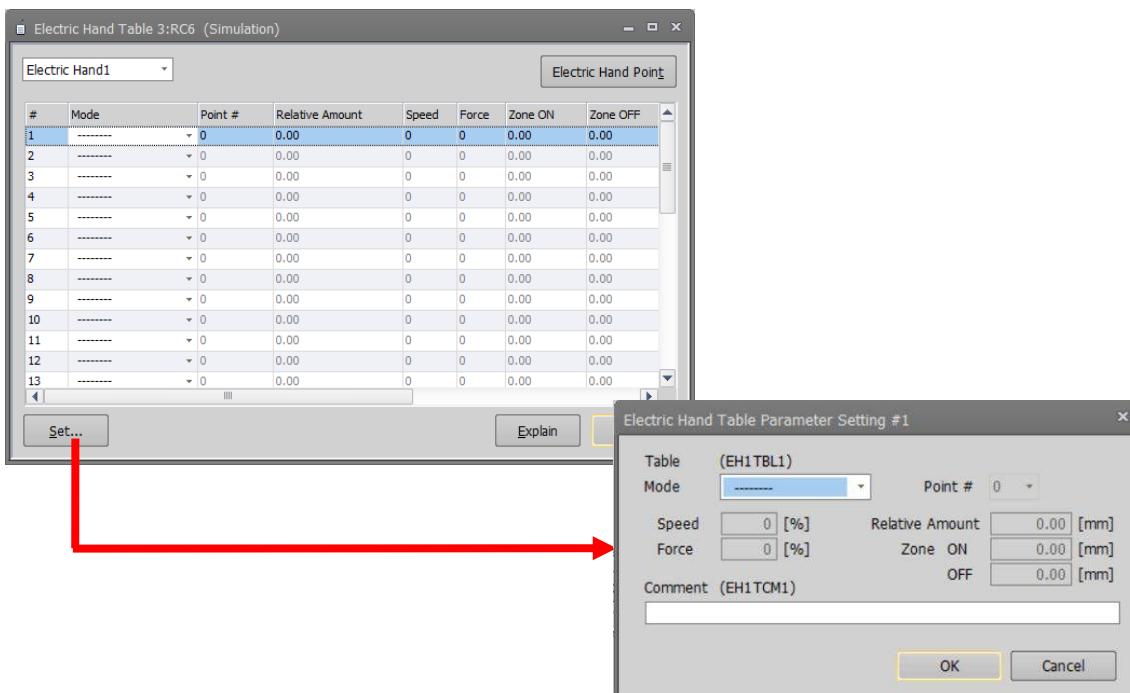 Electric Hand Table 3:RC6 (Simulation)
Electric Hand1
Electric Hand Point
# Mode Point # Relative Amount Speed Force Zone ON Zone OFF
1 -------- 0 0.00 0 0 0.00 0.00
2 -------- 0 0.00 0 0 0.00 0.00
3 -------- 0 0.00 0 0 0.00 0.00
4 -------- 0 0.00 0 0 0.00 0.00
5 -------- 0 0.00 0 0 0.00 0.00
6 -------- 0 0.00 0 0 0.00 0.00
7 -------- 0 0.00 0 0 0.00 0.00
8 -------- 0 0.00 0 0 0.00 0.00
9 -------- 0 0.00 0 0 0.00 0.00
10 -------- 0 0.00 0 0 0.00 0.00
11 -------- 0 0.00 0 0 0.00 0.00
12 -------- 0 0.00 0 0 0.00 0.00
13 -------- 0 0.00 0 0 0.00 0.00
Set... Explain
Electric Hand Table Parameter Setting #1
Table (EH1TBL1)
Mode -------- Point # 0
Speed 0 [%] Relative Amount 0.00 [mm]
Force 0 [%] Zone ON 0.00 [mm]
OFF 0.00 [mm]
Comment (EH1TCM1)
OK Cancel